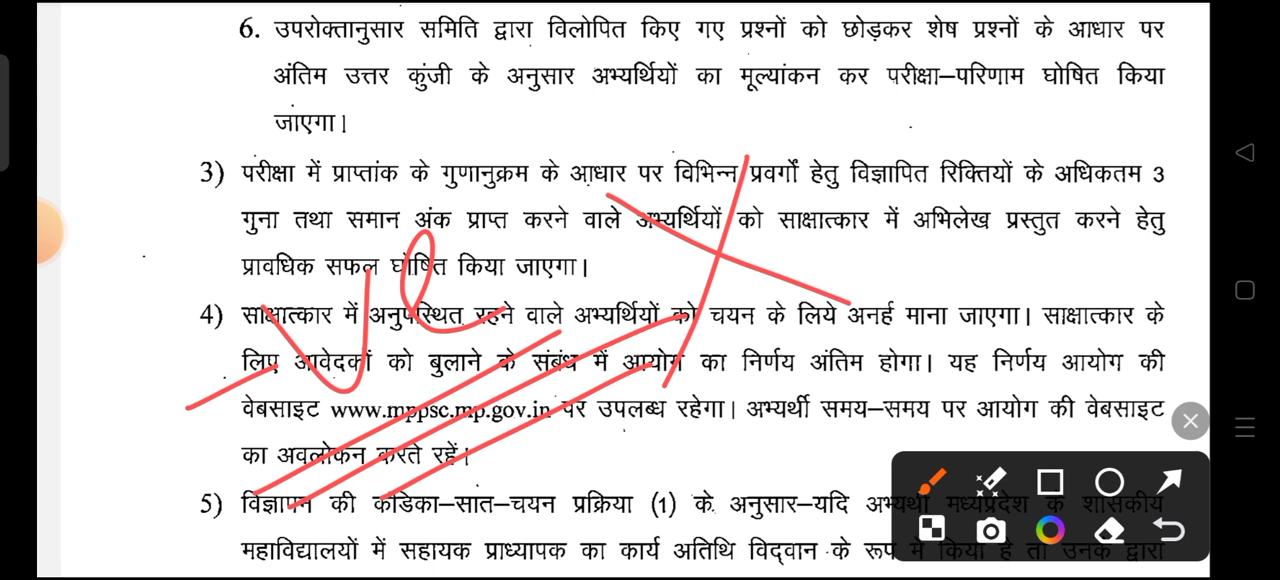 6. उपरोक्तानुसार समिति द्वारा विलोपित किए गए प्रश्नों को छोड़कर शेष प्रश्नों के आधार पर
अंतिम उत्तर कुंजी के अनुसार अभ्यर्थियों का मूल्यांकन कर परीक्षा–परिणाम घोषित किया
जाएगा।
3) परीक्षा में प्राप्तांक के गुणानुक्रम के आधार पर विभिन्न प्रवर्गों हेतु विज्ञापित रिक्तियों के अधिकतम 3
गुना तथा समान अंक प्राप्त करने वाले अभ्यर्थियों को साक्षात्कार में अभिलेख प्रस्तुत करने हेतु
प्रावधिक सफल घोषित किया जाएगा।
4) साक्षात्कार में अनुपस्थित रहने वाले अभ्यर्थियों को चयन के लिये अनर्ह माना जाएगा। साक्षात्कार के
लिए आवेदकों को बुलाने के संबंध में आयोग का निर्णय अंतिम होगा। यह निर्णय आयोग की
वेबसाइट www.mppsc.mp.gov.in पर उपलब्ध रहेगा। अभ्यर्थी समय–समय पर आयोग की वेबसाइट
का अवलोकन करते रहें।
5) विज्ञापन की कंडिका–सात–चयन प्रक्रिया (1) के अनुसार–यदि अभ्यर्थी मध्यप्रदेश के शासकीय
महाविद्यालयों में सहायक प्राध्यापक का कार्य अतिथि विद्वान के रूप में किया है तो उनके द्वारा